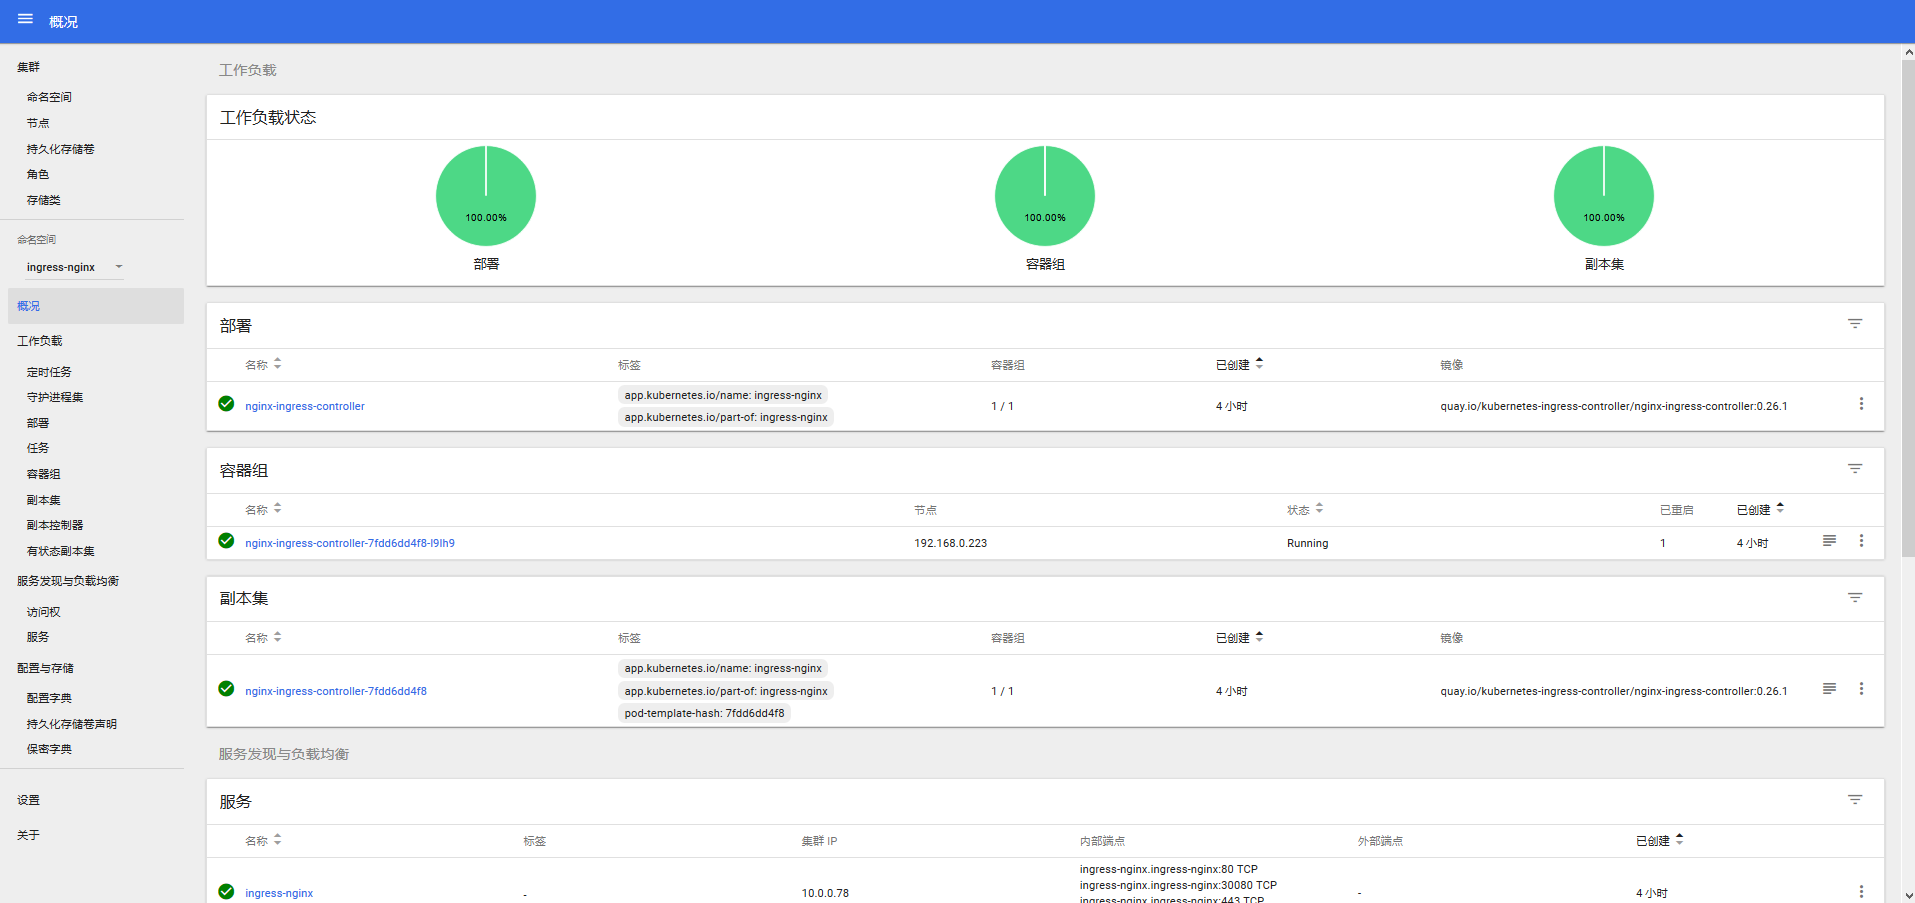 概况
集群
命名空间
节点
持久化存储卷
角色
存储类
命名空间
ingress-nginx
概况
工作负载
定时任务
守护进程集
部署
任务
容器组
副本集
副本控制器
有状态副本集
服务发现与负载均衡
访问权
服务
配置与存储
配置字典
持久化存储卷声明
保密字典
设置
关于
工作负载
工作负载状态
100.00% 100.00% 100.00%
部署 容器组 副本集
部署
名称 标签 容器组 已创建 镜像
nginx-ingress-controller app.kubernetes.io/name: ingress-nginx 1 / 1 4 小时 quay.io/kubernetes-ingress-controller/nginx-ingress-controller:0.26.1
app.kubernetes.io/part-of: ingress-nginx
容器组
名称 节点 状态 已重启 已创建
nginx-ingress-controller-7fdd6dd4f8-l9lh9 192.168.0.223 Running 1 4 小时
副本集
名称 标签 容器组 已创建 镜像
app.kubernetes.io/name: ingress-nginx
nginx-ingress-controller-7fdd6dd4f8 app.kubernetes.io/part-of: ingress-nginx 1 / 1 4 小时 quay.io/kubernetes-ingress-controller/nginx-ingress-controller:0.26.1
pod-template-hash: 7fdd6dd4f8
服务发现与负载均衡
服务
名称 标签 集群 IP 内部端点 外部端点 已创建
ingress-nginx.ingress-nginx:80 TCP
ingress-nginx.ingress-nginx:30080 TCP
ingress-nginx - 10.0.0.78 - 4 小时
ingress-nginx.ingress-nginx:443 TCP